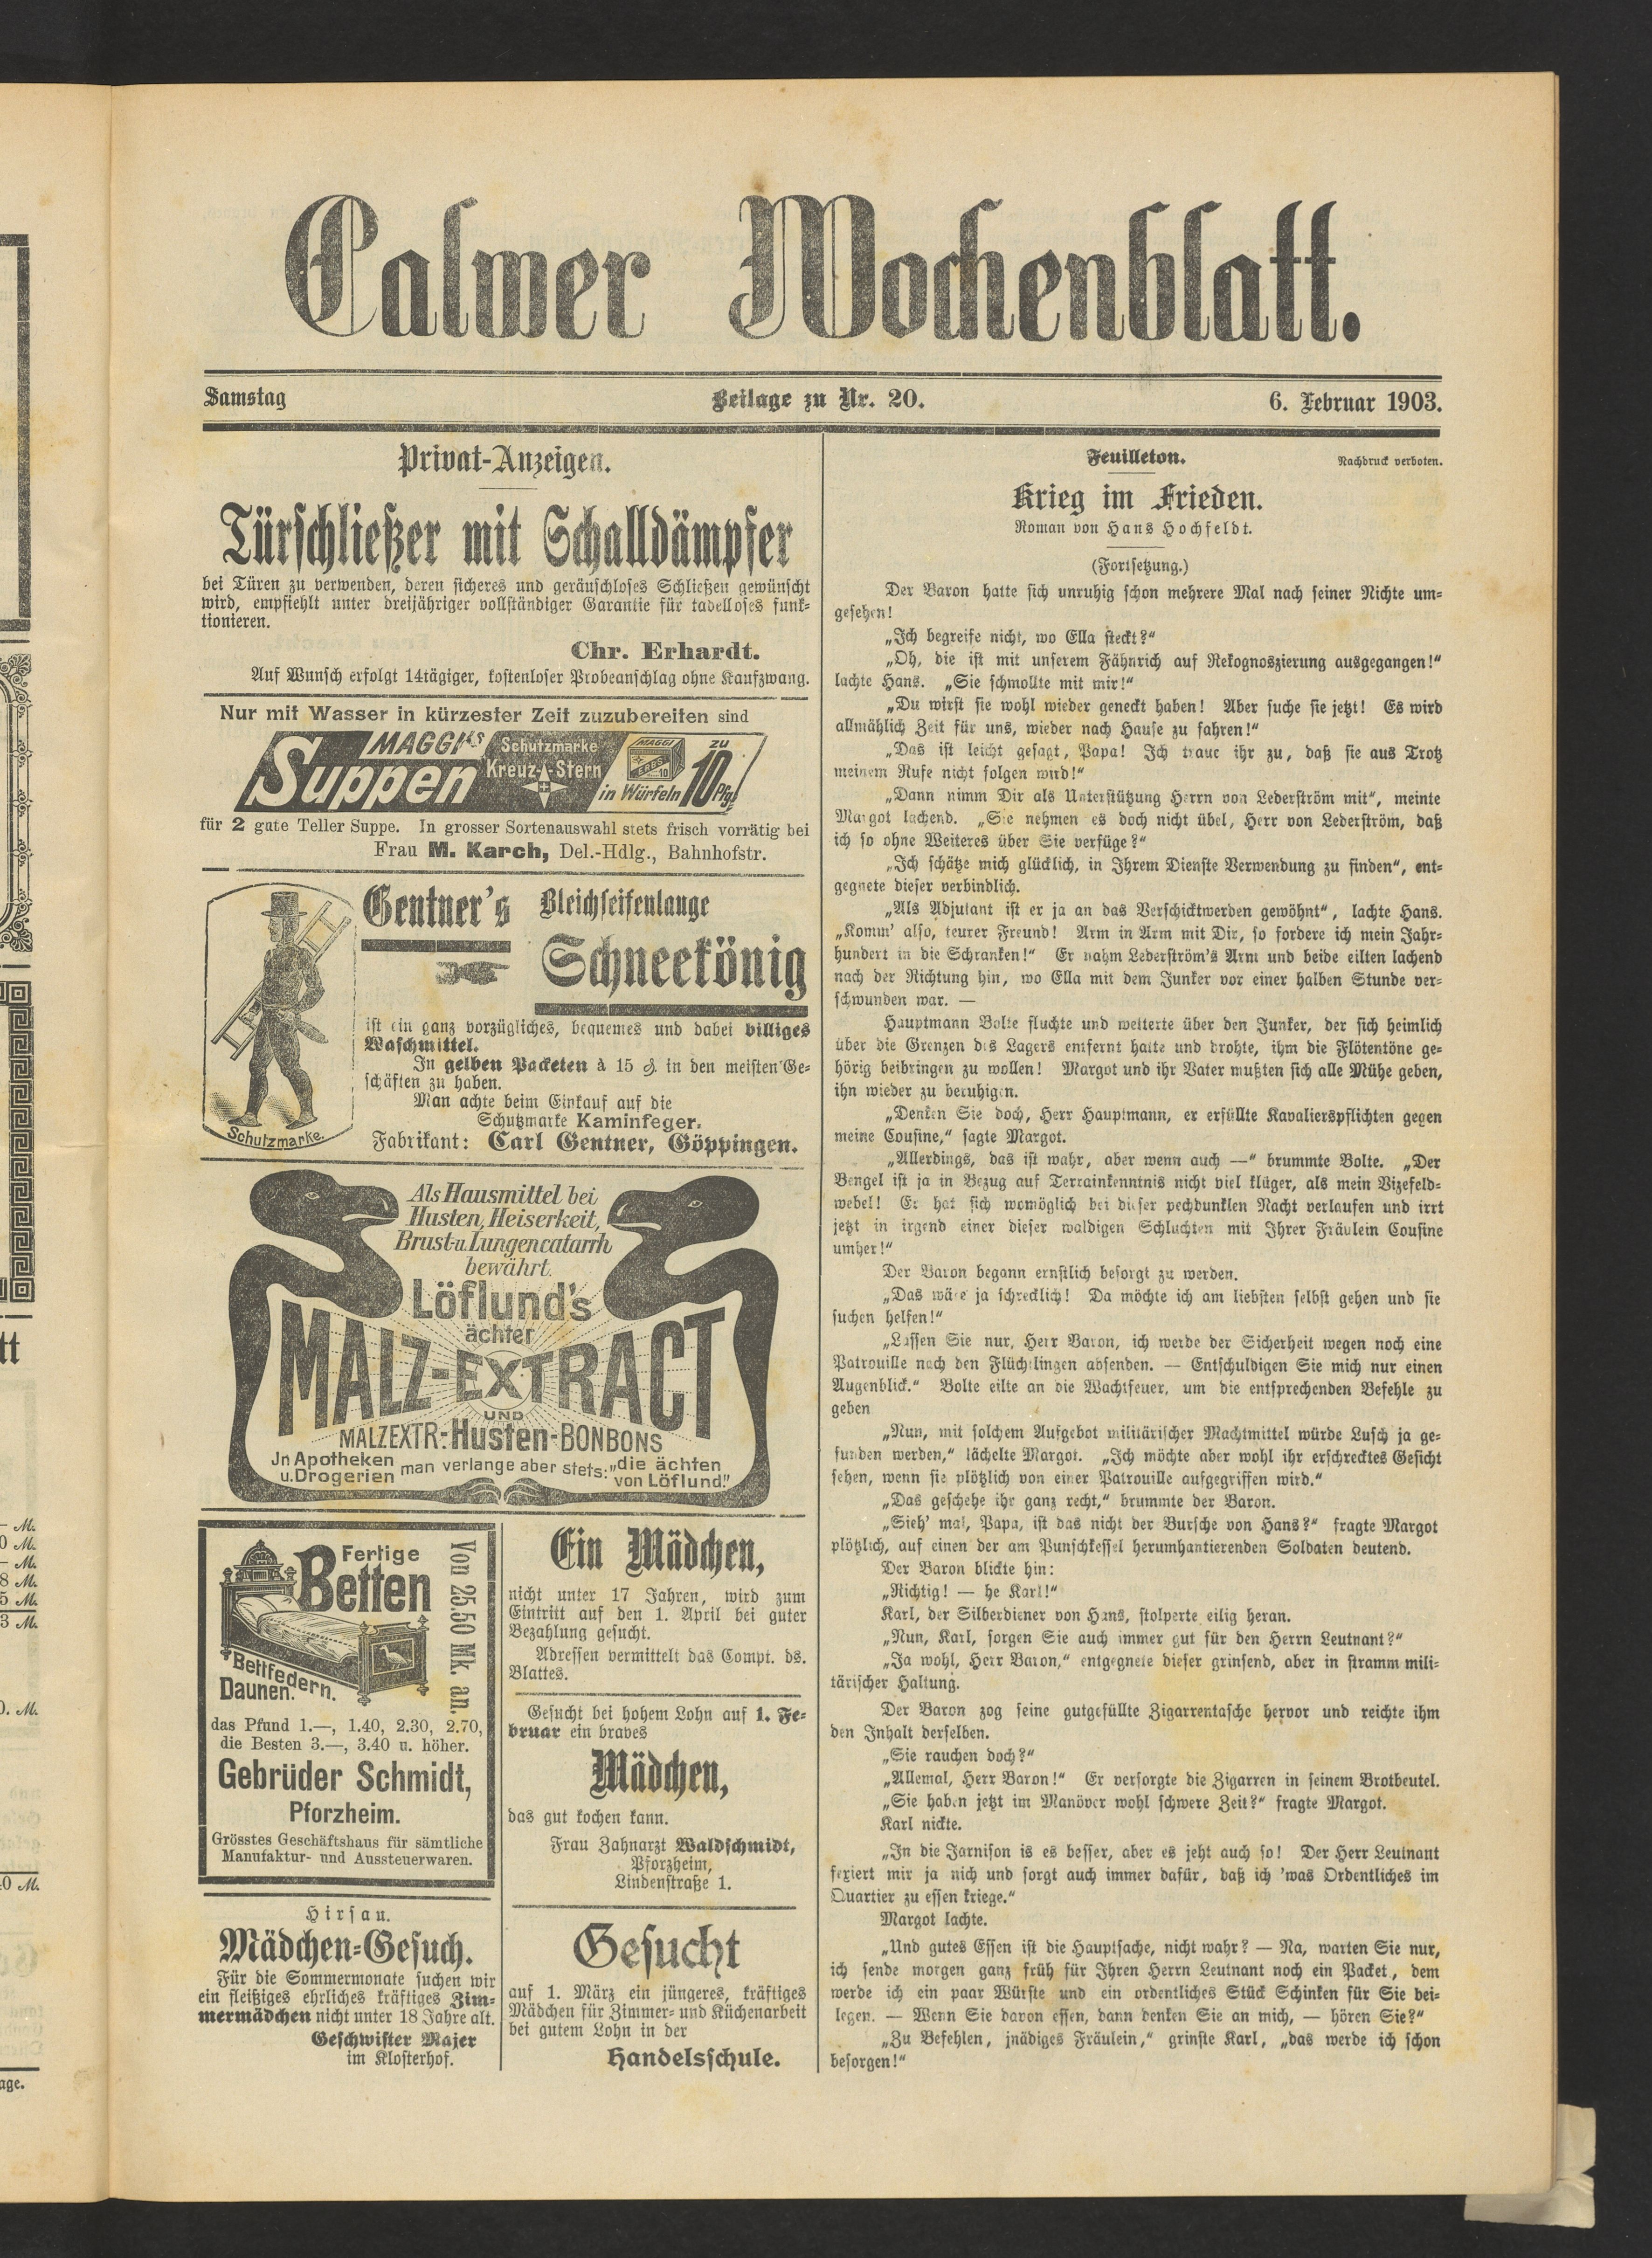 Calwer Wochenblatt.
Samstag
Beilage zu Nr. 20.
6. Februar 1903.
Privat-Anzeigen.
Türschließer mit Schalldämpfer
bei Türen zu verwenden, deren sicheres und geräuschloses Schließen gewünscht
wird, empfiehlt unter dreijähriger vollständiger Garantie für tadelloses funk-
tionieren.
Chr. Erhardt.
Auf Wunsch erfolgt 14tägiger, kostenloser Probeanschlag ohne Kaufzwang.
Nur mit Wasser in kürzester Zeit zuzubereiten sind
MAGGI's
Suppen
Schutzmarke
Kreuz-Stern
MAGGI
ERBS
10
in Würfeln
zu
10 Pfg.
für 2 gute Teller Suppe. In grosser Sortenauswahl stets frisch vorrätig bei
Frau M. Karch, Del.-Hdlg., Bahnhofstr.
Schutzmarke.
Gentner's Bleichseifenlauge
Schneekönig
ist ein ganz vorzügliches, bequemes und dabei billiges
Waschmittel.
In gelben Packeten à 15 ₰ in den meisten Ge-
schäften zu haben.
Man achte beim Einkauf auf die
Schutzmarke Kaminfeger.
Fabrikant: Carl Gentner, Göppingen.
Als Hausmittel bei
Husten, Heiserkeit,
Brust-u. Lungencatarrh
bewährt.
Löflund's
ächter
MALZ-EXTRACT
UND
MALZEXTR.-Husten-BONBONS
Jn Apotheken
u. Drogerien
man verlange aber stets:
„die ächten
von Löflund."
Fertige
Betten
Von 25.50 Mk. an.
Bettfedern.
Daunen.
das Pfund 1.—, 1.40, 2.30, 2.70,
die Besten 3.—, 3.40 u. höher.
Gebrüder Schmidt,
Pforzheim.
Grösstes Geschäftshaus für sämtliche
Manufaktur- und Aussteuerwaren.
Hirsau.
Mädchen-Gesuch.
Für die Sommermonate suchen wir
ein fleißiges ehrliches kräftiges Zim-
mermädchen nicht unter 18 Jahre alt.
Geschwister Majer
im Klosterhof.
Ein Mädchen,
nicht unter 17 Jahren, wird zum
Eintritt auf den 1. April bei guter
Bezahlung gesucht.
Adressen vermittelt das Compt. ds.
Blattes.
Gesucht bei hohem Lohn auf 1. Fe-
bruar ein braves
Mädchen,
das gut kochen kann.
Frau Zahnarzt Waldschmidt,
Pforzheim,
Lindenstraße 1.
Gesucht
auf 1. März ein jüngeres, kräftiges
Mädchen für Zimmer- und Küchenarbeit
bei gutem Lohn in der
Handelsschule.
Feuilleton.
Nachdruck verboten.
Krieg im Frieden.
Roman von Hans Hochfeldt.
(Fortsetzung.)
Der Baron hatte sich unruhig schon mehrere Mal nach seiner Nichte um-
gesehen!
„Ich begreife nicht, wo Ella steckt?“
„Oh, die ist mit unserem Fähnrich auf Rekognoszierung ausgegangen!“
lachte Hans. „Sie schmollte mit mir!“
„Du wirst sie wohl wieder geneckt haben! Aber suche sie jetzt! Es wird
allmählich Zeit für uns, wieder nach Hause zu fahren!“
„Das ist leicht gesagt, Papa! Ich traue ihr zu, daß sie aus Trotz
meinem Rufe nicht folgen wird!“
„Dann nimm Dir als Unterstützung Herrn von Lederström mit“, meinte
Margot lachend. „Sie nehmen es doch nicht übel, Herr von Lederström, daß
ich so ohne Weiteres über Sie verfüge?“
„Ich schätze mich glücklich, in Ihrem Dienste Verwendung zu finden“, ent-
gegnete dieser verbindlich.
„Als Adjutant ist er ja an das Verschicktwerden gewöhnt“, lachte Hans.
„Komm' also, teurer Freund! Arm in Arm mit Dir, so fordere ich mein Jahr-
hundert in die Schranken!“ Er nahm Lederström's Arm und beide eilten lachend
nach der Richtung hin, wo Ella mit dem Junker vor einer halben Stunde ver-
schwunden war. —
Hauptmann Bolte fluchte und wetterte über den Junker, der sich heimlich
über die Grenzen des Lagers entfernt hatte und drohte, ihm die Flötentöne ge-
hörig beibringen zu wollen! Margot und ihr Vater mußten sich alle Mühe geben,
ihn wieder zu beruhigen.
„Denken Sie doch, Herr Hauptmann, er erfüllte Kavalierspflichten gegen
meine Cousine,“ sagte Margot.
„Allerdings, das ist wahr, aber wenn auch —“ brummte Bolte. „Der
Bengel ist ja in Bezug auf Terrainkenntnis nicht viel klüger, als mein Vizefeld-
webel! Er hat sich womöglich bei dieser pechdunklen Nacht verlaufen und irrt
jetzt in irgend einer dieser waldigen Schluchten mit Ihrer Fräulein Cousine
umher!“
Der Baron begann ernstlich besorgt zu werden.
„Das wäre ja schrecklich! Da möchte ich am liebsten selbst gehen und sie
suchen helfen!“
„Lassen Sie nur, Herr Baron, ich werde der Sicherheit wegen noch eine
Patrouille nach den Flüchtlingen absenden. — Entschuldigen Sie mich nur einen
Augenblick.“ Bolte eilte an die Wachtfeuer, um die entsprechenden Befehle zu
geben
„Nun, mit solchem Aufgebot militärischer Machtmittel würde Lusch ja ge-
funden werden,“ lächelte Margot. „Ich möchte aber wohl ihr erschrecktes Gesicht
sehen, wenn sie plötzlich von einer Patrouille aufgegriffen wird.“
„Das geschehe ihr ganz recht,“ brummte der Baron.
„Sieh' mal, Papa, ist das nicht der Bursche von Hans?“ fragte Margot
plötzlich, auf einen der am Punschkessel herumhantierenden Soldaten deutend.
Der Baron blickte hin:
„Richtig! — he Karl!“
Karl, der Silberdiener von Hans, stolperte eilig heran.
„Nun, Karl, sorgen Sie auch immer gut für den Herrn Leutnant?“
„Ja wohl, Herr Baron,“ entgegnete dieser grinsend, aber in stramm mili-
tärischer Haltung.
Der Baron zog seine gutgefüllte Zigarrentasche hervor und reichte ihm
den Inhalt derselben.
„Sie rauchen doch?“
„Allemal, Herr Baron!“ Er versorgte die Zigarren in seinem Brotbeutel.
„Sie haben jetzt im Manöver wohl schwere Zeit?“ fragte Margot.
Karl nickte.
„In die Jarnison is es besser, aber es jeht auch so! Der Herr Leutnant
fexiert mir ja nich und sorgt auch immer dafür, daß ich 'was Ordentliches im
Quartier zu essen kriege.“
Margot lachte.
„Und gutes Essen ist die Hauptsache, nicht wahr? — Na, warten Sie nur,
ich sende morgen ganz früh für Ihren Herrn Leutnant noch ein Packet, dem
werde ich ein paar Würste und ein ordentliches Stück Schinken für Sie bei-
legen. — Wenn Sie davon essen, dann denken Sie an mich, — hören Sie?“
„Zu Befehlen, jnädiges Fräulein,“ grinste Karl, „das werde ich schon
besorgen!“